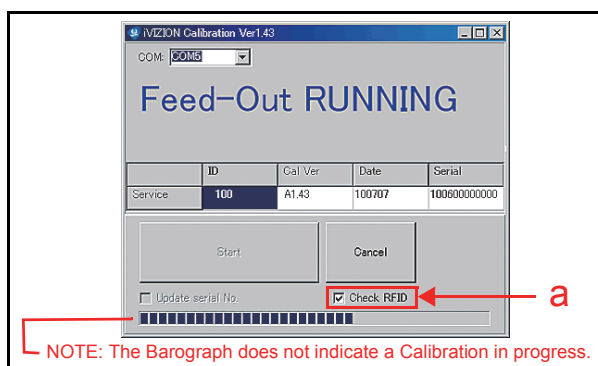 iVIZION Calibration Ver1.43
COM: COM5
Feed-Out RUNNING
ID Cal Ver Date Serial
Service 100 A1.43 100707 100600000000
Start Cancel
Update serial No. Check RFID a
NOTE: The Barograph does not indicate a Calibration in progress.